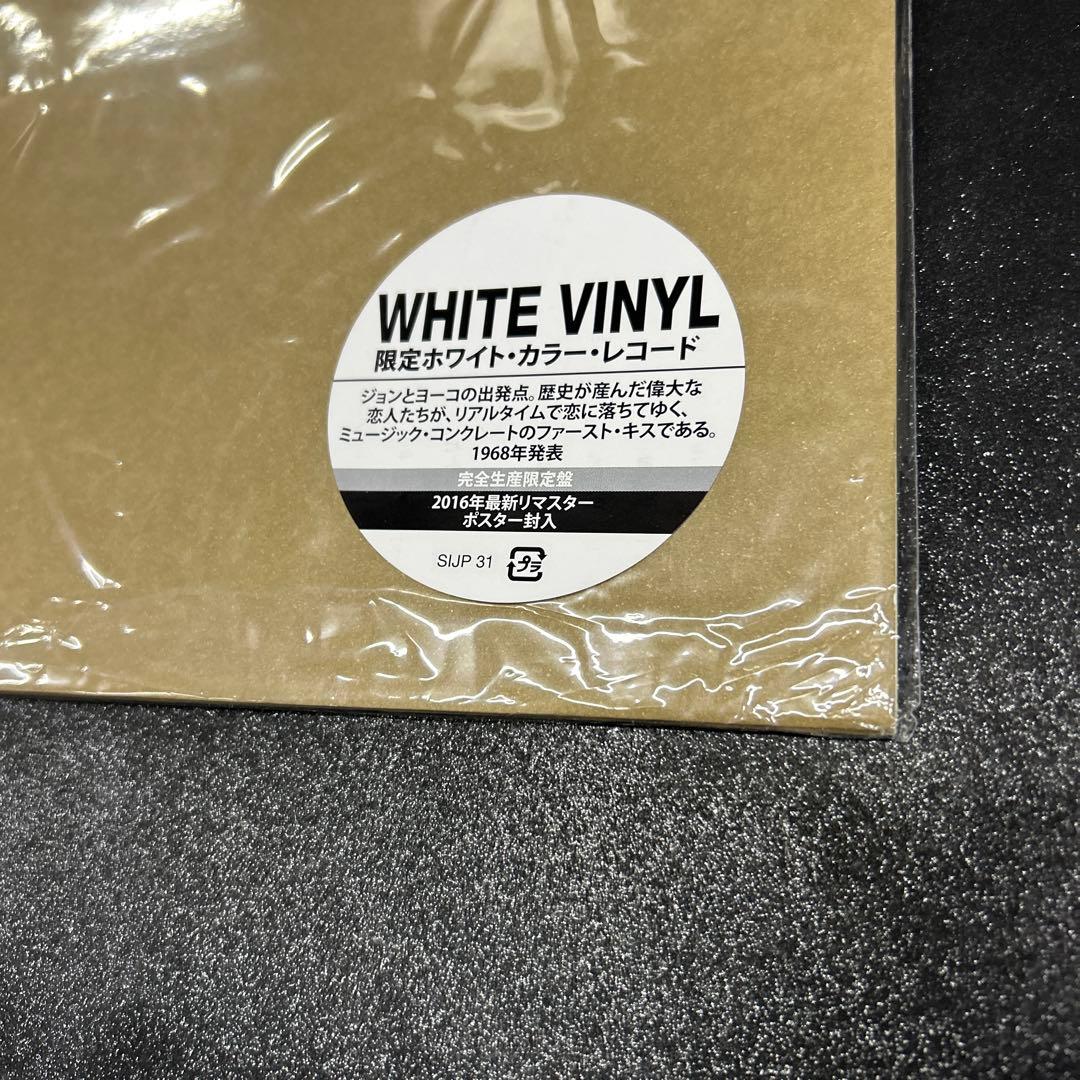 WHITE VINYL
限定ホワイト・カラー・レコード
ジョンとヨーコの出発点。歴史が産んだ偉大な
恋人たちが、リアルタイムで恋に落ちてゆく、
ミュージック・コンクレートのファースト・キスである。
1968年発表
完全生産限定盤
2016年最新リマスター
ポスター封入
SIJP 31 プラ